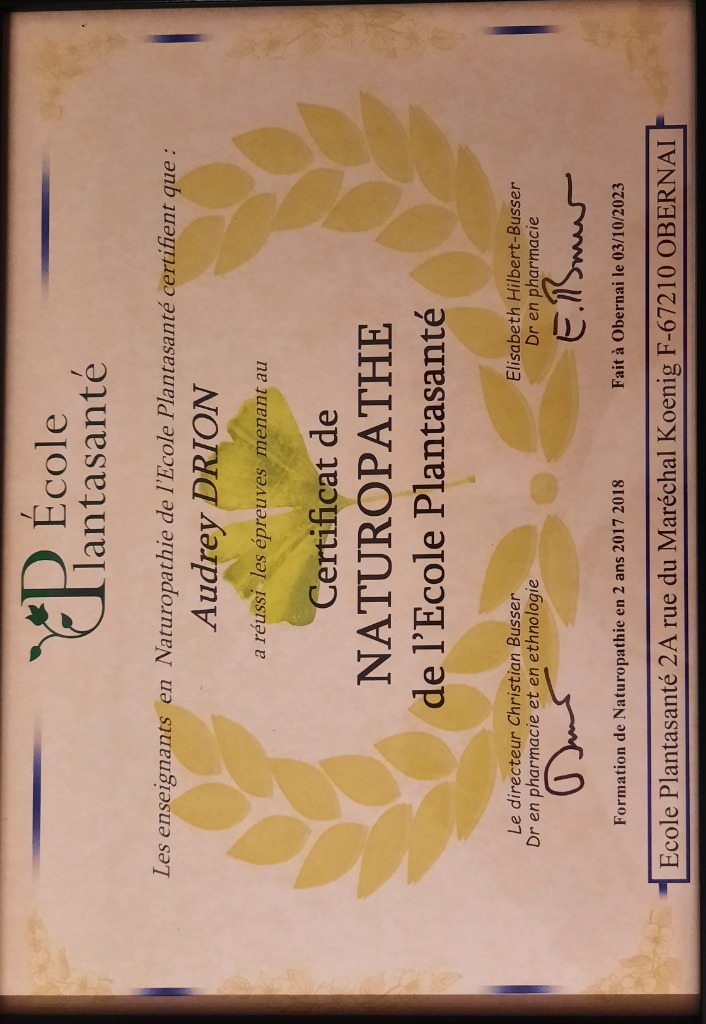 École
Plantasanté
Les enseignants en Naturopathie de l'Ecole Plantasanté certifient que :
Audrey DRION
a réussi les épreuves menant au
Certificat de
NATUROPATHE
de l'Ecole Plantasanté
Le directeur Christian Busser
Dr en pharmacie et en ethnologie
Elisabeth Hilbert-Busser
Dr en pharmacie
E. Busser
Formation de Naturopathie en 2 ans 2017 2018
Fait à Obernai le 03/10/2023
Ecole Plantasanté 2A rue du Maréchal Koenig F-67210 OBERNAI